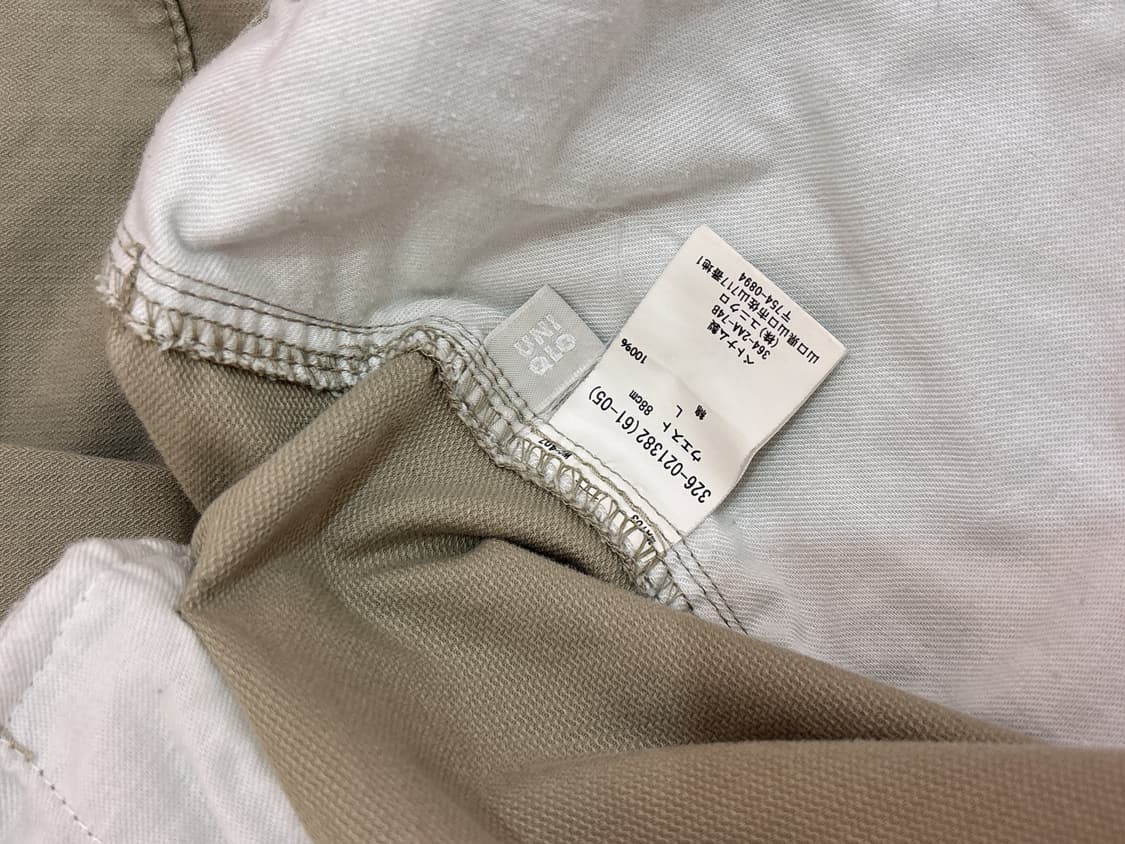 UNI
QLO
326-021382(61-05)
ウエスト 88cm
L
綿 100%
364-2AA-74B
ベトナム製
(株)ユニクロ
山口県山口市佐山717番地1
〒754-0894